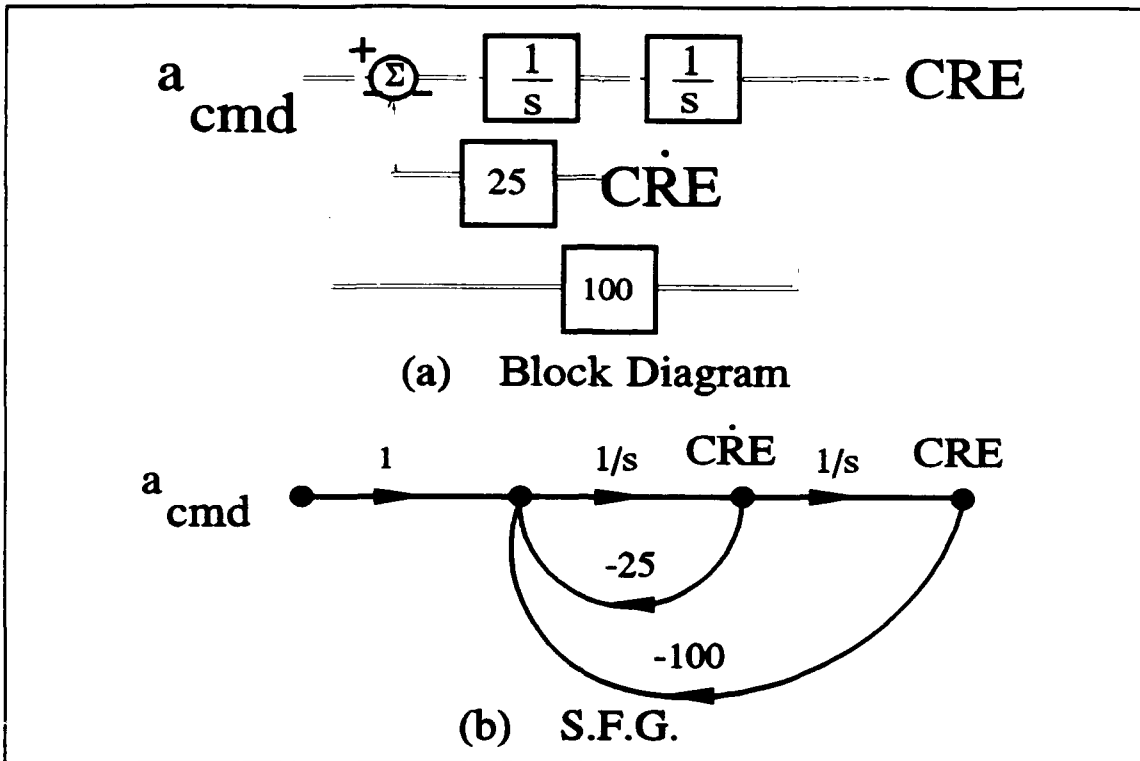 a cmd + Σ 1/s 1/s CRE
25 CṘE
100
(a) Block Diagram
a cmd 1 1/s CṘE 1/s CRE
-25
-100
(b) S.F.G.